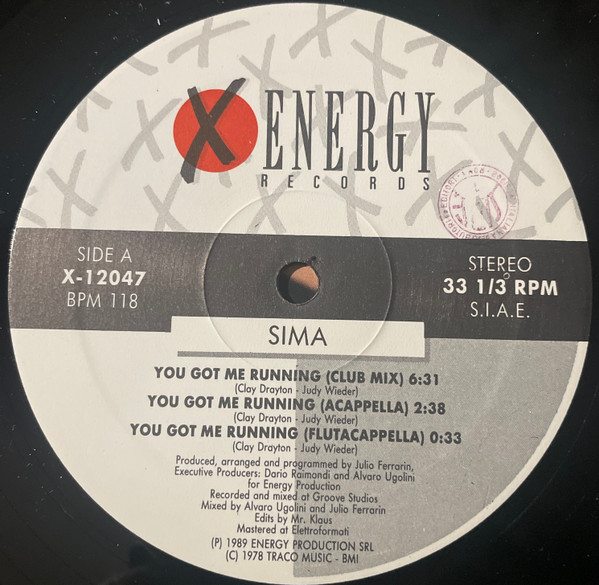 X ENERGY
RECORDS
SIDE A
X-12047
BPM 118
STEREO
33 1/3 RPM
S.I.A.E.
SIMA
YOU GOT ME RUNNING (CLUB MIX) 6:31
(Clay Drayton - Judy Wieder)
YOU GOT ME RUNNING (ACAPPELLA) 2:38
(Clay Drayton - Judy Wieder)
YOU GOT ME RUNNING (FLUTACAPPELLA) 0:33
(Clay Drayton - Judy Wieder)
Produced, arranged and programmed by Julio Ferrarin,
Executive Producers: Dario Raimondi and Alvaro Ugolini
for Energy Production
Recorded and mixed at Groove Studios
Mixed by Alvaro Ugolini and Julio Ferrarin
Edits by Mr. Klaus
Mastered at Elettroformati
(P) 1989 ENERGY PRODUCTION SRL
(C) 1978 TRACO MUSIC - BMI